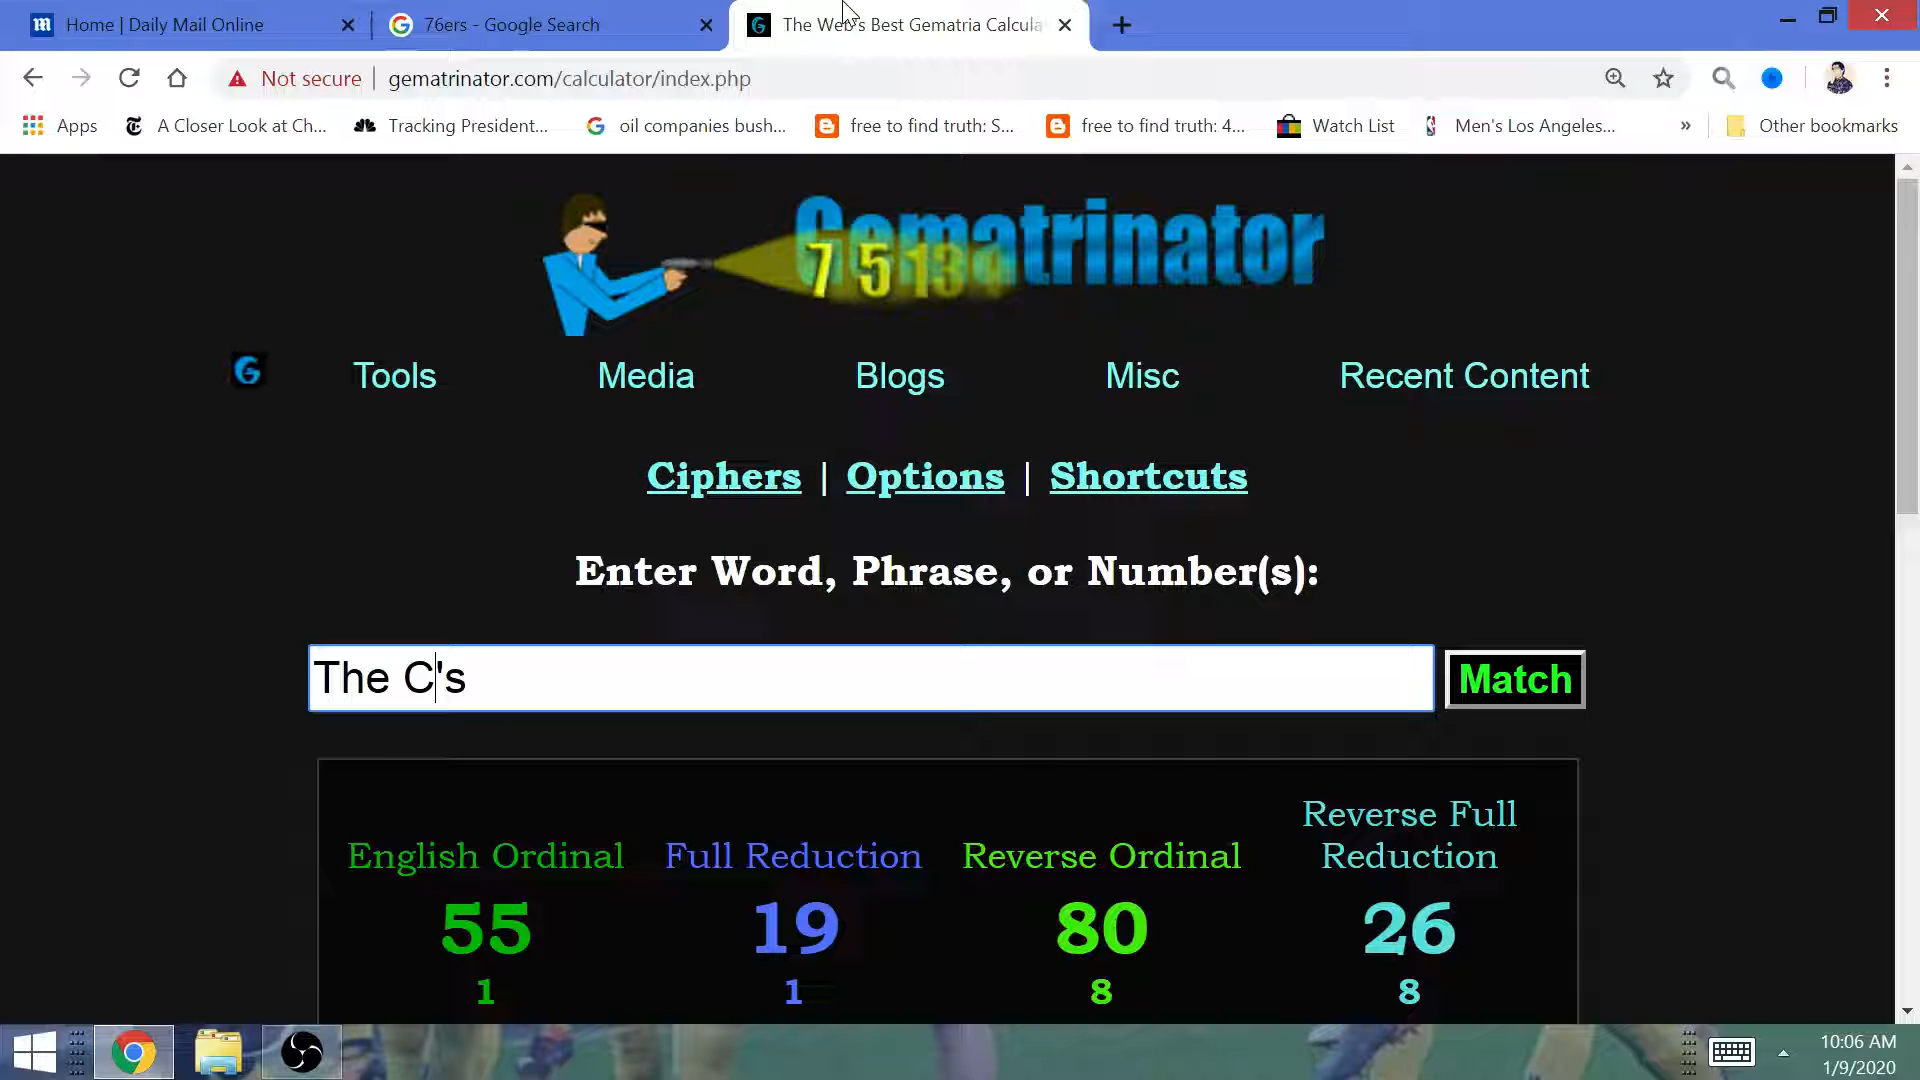 Home | Daily Mail Online
76ers - Google Search
The Web's Best Gematria Calcula
Not secure | gematrinator.com/calculator/index.php
Apps
A Closer Look at Ch...
Tracking President...
oil companies bush...
free to find truth: S...
free to find truth: 4...
Watch List
Men's Los Angeles...
» Other bookmarks
Gematrinator
7 5 13
Tools Media Blogs Misc Recent Content
Ciphers | Options | Shortcuts
Enter Word, Phrase, or Number(s):
The C's
Match
English Ordinal Full Reduction Reverse Ordinal Reverse Full Reduction
55 19 80 26
1 1 8 8
10:06 AM
1/9/2020